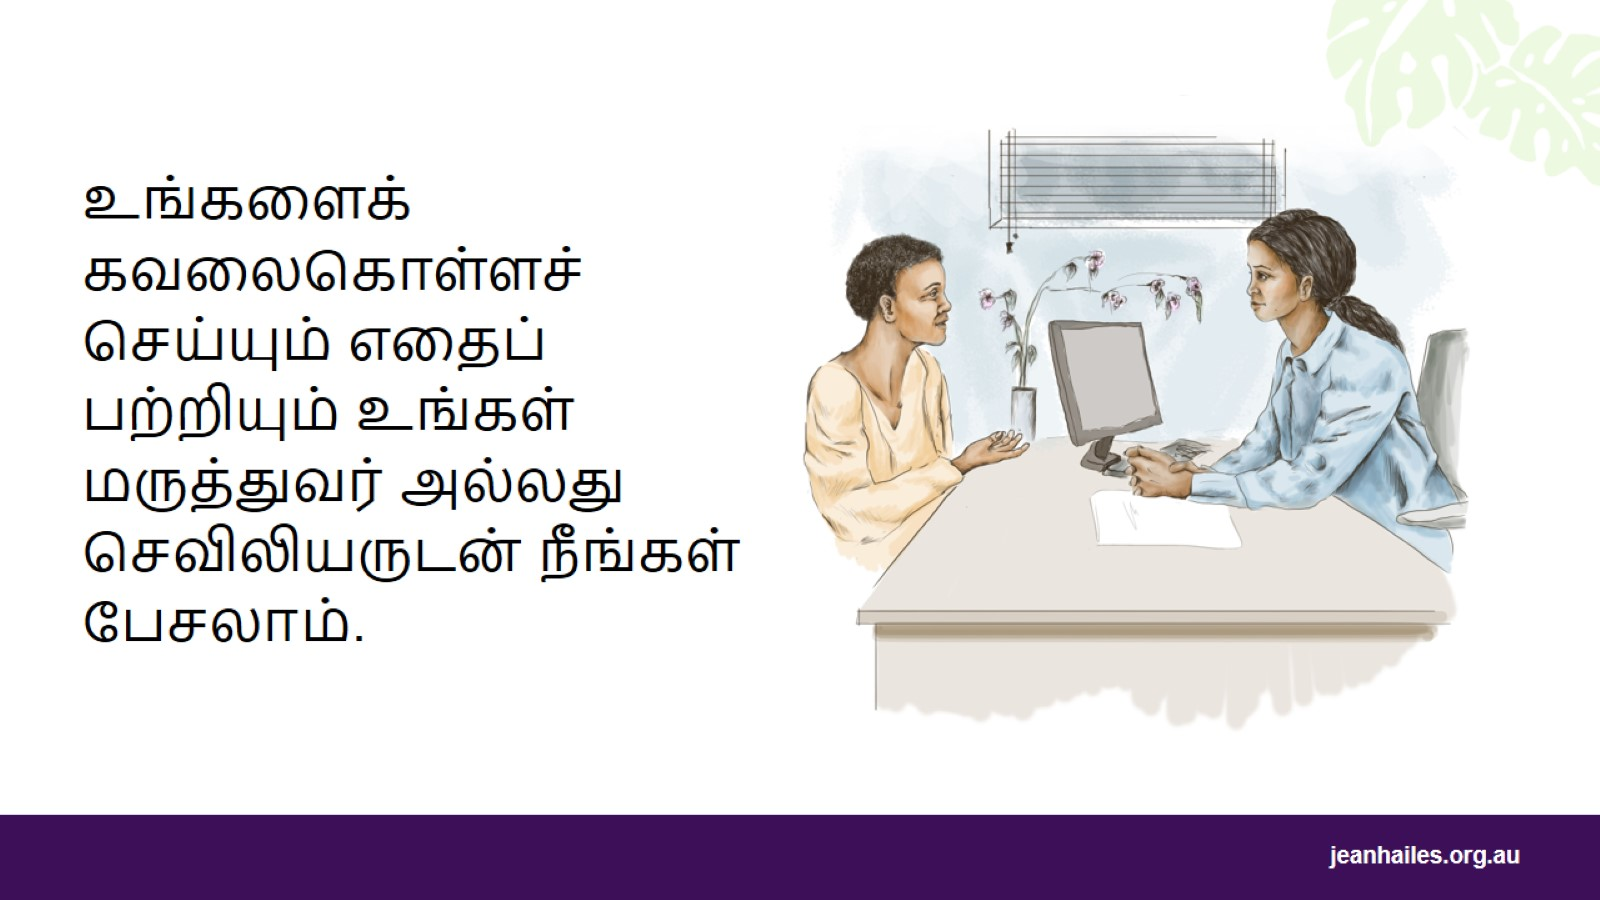 உங்களைக்
கவலைகொள்ளச்
செய்யும் எதைப்
பற்றியும் உங்கள்
மருத்துவர் அல்லது
செவிலியருடன் நீங்கள்
பேசலாம்.
jeanhailes.org.au